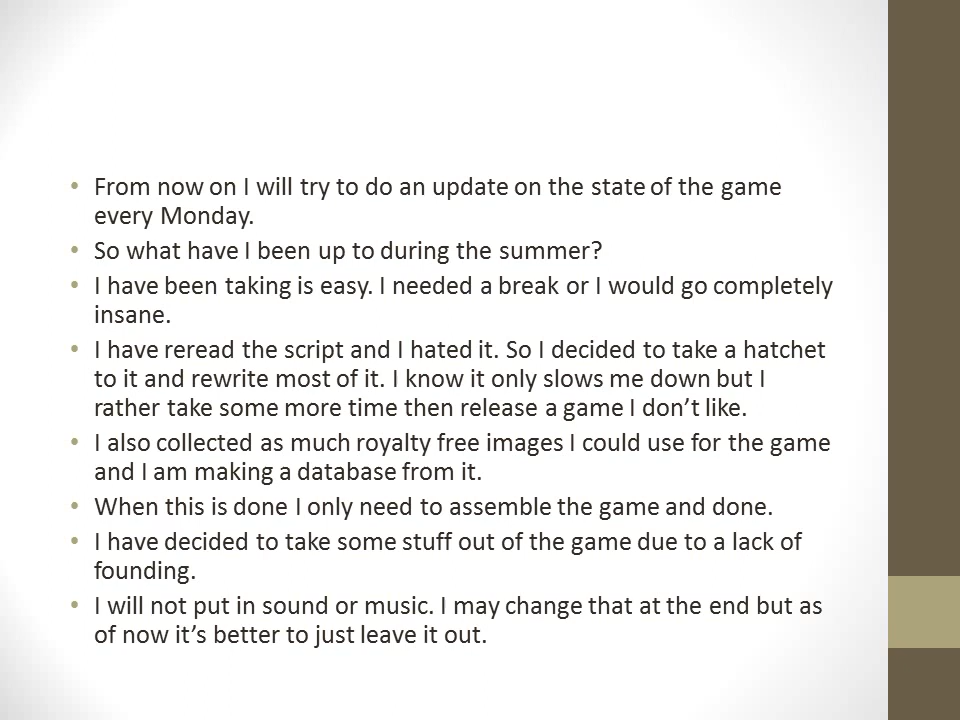 • From now on I will try to do an update on the state of the game
every Monday.
• So what have I been up to during the summer?
• I have been taking is easy. I needed a break or I would go completely
insane.
• I have reread the script and I hated it. So I decided to take a hatchet
to it and rewrite most of it. I know it only slows me down but I
rather take some more time then release a game I don’t like.
• I also collected as much royalty free images I could use for the game
and I am making a database from it.
• When this is done I only need to assemble the game and done.
• I have decided to take some stuff out of the game due to a lack of
founding.
• I will not put in sound or music. I may change that at the end but as
of now it’s better to just leave it out.